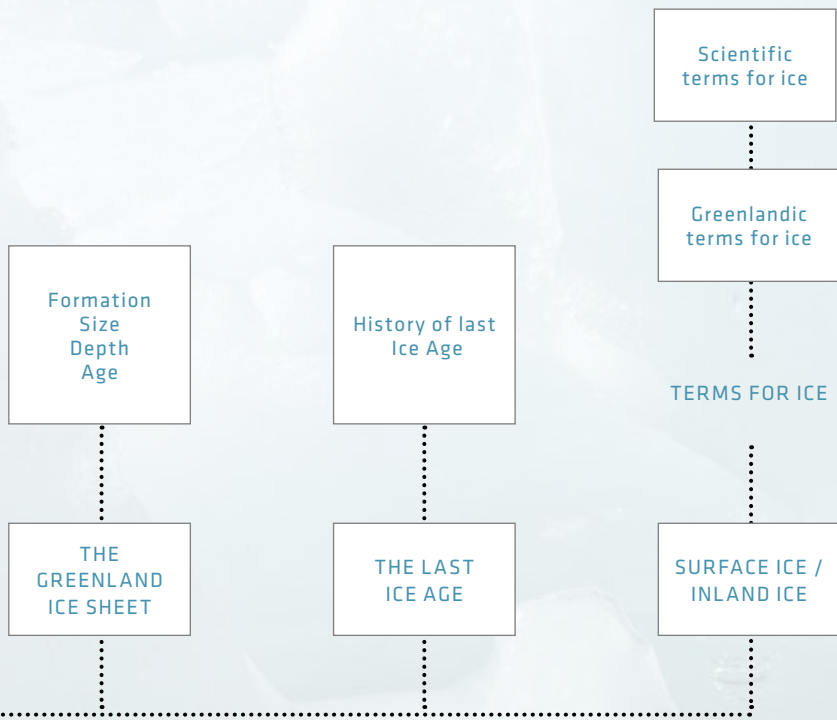 Scientific
terms for ice
Greenlandic
terms for ice
Formation
Size
Depth
Age
History of last
Ice Age
TERMS FOR ICE
THE
GREENLAND
ICE SHEET
THE LAST
ICE AGE
SURFACE ICE /
INLAND ICE